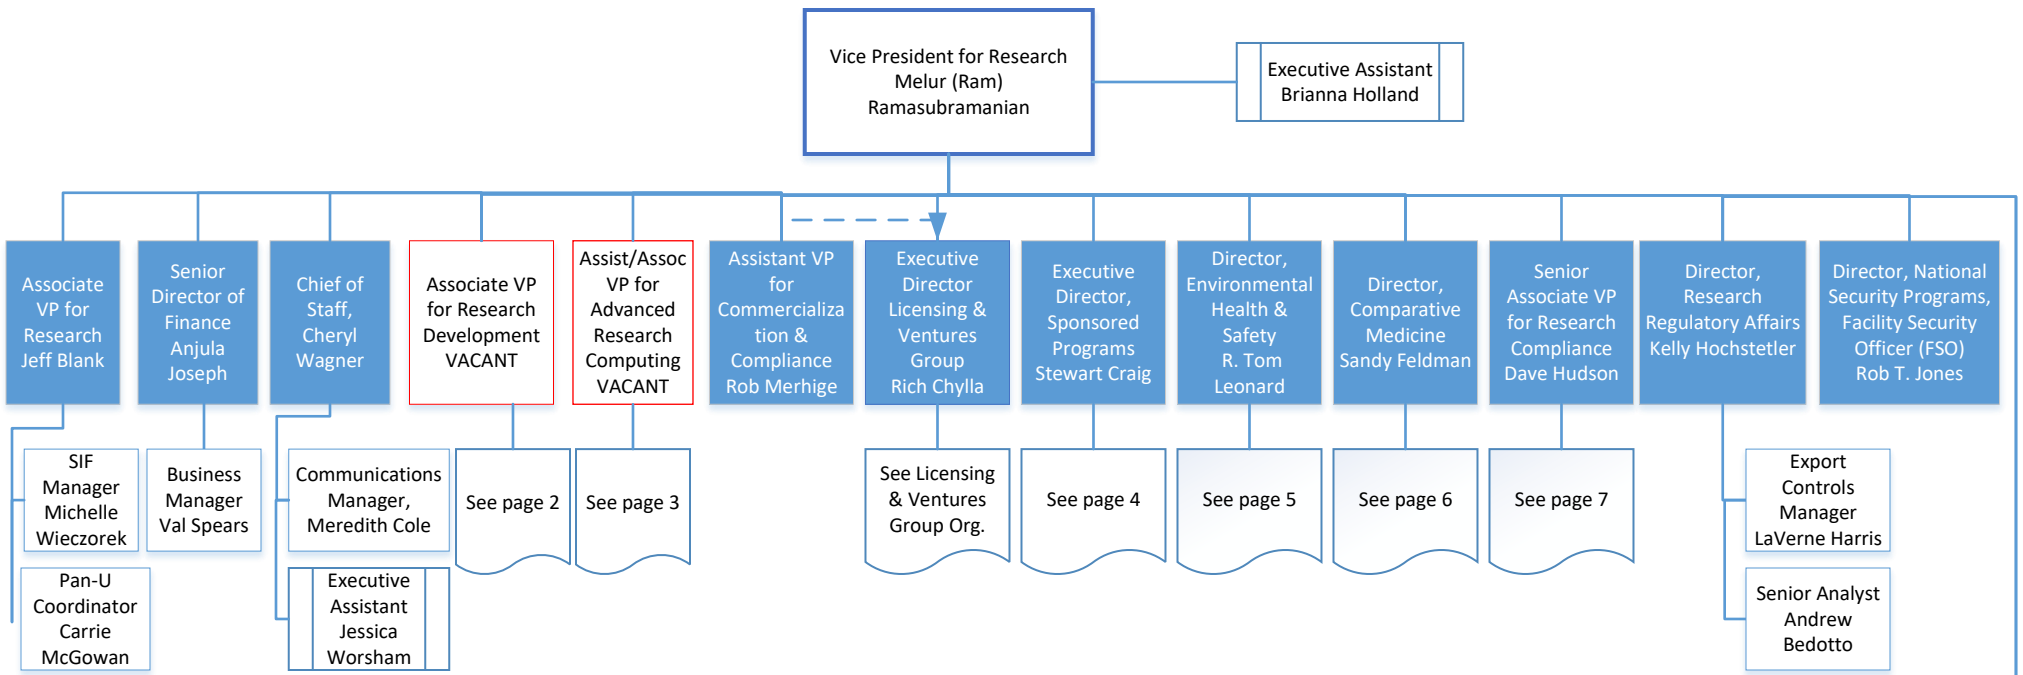 Vice President for Research
Melur (Ram)
Ramasubramanian
Executive Assistant
Brianna Holland
Associate
VP for
Research
Jeff Blank
Senior
Director of
Finance
Anjula
Joseph
Chief of
Staff,
Cheryl
Wagner
Associate VP
for Research
Development
VACANT
Assist/Assoc
VP for
Advanced
Research
Computing
VACANT
Assistant VP
for
Commercializa
tion &
Compliance
Rob Merhige
Executive
Director
Licensing &
Ventures
Group
Rich Chylla
Executive
Director,
Sponsored
Programs
Stewart Craig
Director,
Environmental
Health &
Safety
R. Tom
Leonard
Director,
Comparative
Medicine
Sandy Feldman
Senior
Associate VP
for Research
Compliance
Dave Hudson
Director,
Research
Regulatory Affairs
Kelly Hochstetler
Director, National
Security Programs,
Facility Security
Officer (FSO)
Rob T. Jones
SIF
Manager
Michelle
Wieczorek
Business
Manager
Val Spears
Communications
Manager,
Meredith Cole
See page 2
See page 3
See Licensing
& Ventures
Group Org.
See page 4
See page 5
See page 6
See page 7
Export
Controls
Manager
LaVerne Harris
Pan-U
Coordinator
Carrie
McGowan
Executive
Assistant
Jessica
Worsham
Senior Analyst
Andrew
Bedotto